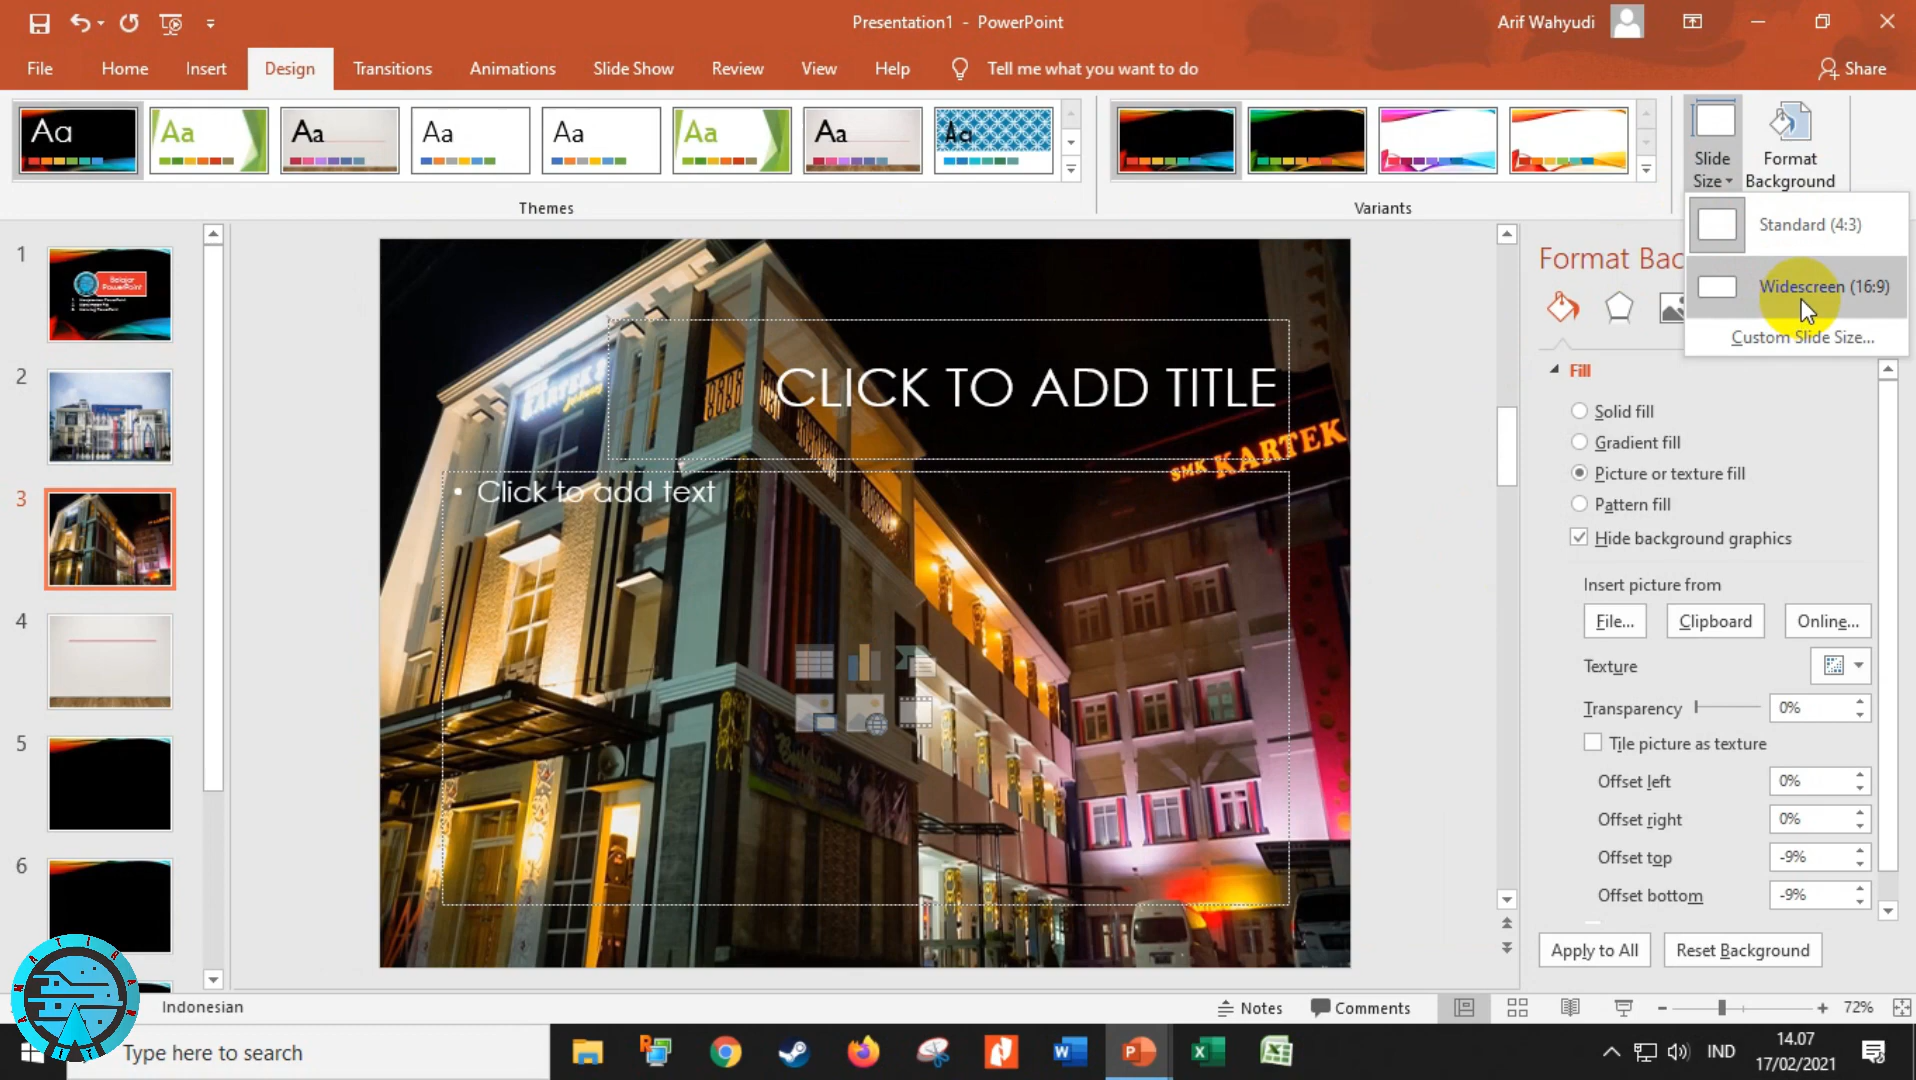 Presentation1 - PowerPoint
Arif Wahyudi
File Home Insert Design Transitions Animations Slide Show Review View Help Tell me what you want to do Share
Aa Aa Aa Aa Aa Aa Aa Aa
Slide Size
Format Background
Themes
Variants
Standard (4:3)
Widescreen (16:9)
Custom Slide Size...
1
Belajar
PowerPoint
2
3
4
5
6
CLICK TO ADD TITLE
• Click to add text
KARTEK
SMK KARTEK
Format Bac
Fill
Solid fill
Gradient fill
Picture or texture fill
Pattern fill
Hide background graphics
Insert picture from
File... Clipboard Online...
Texture
Transparency 0%
Tile picture as texture
Offset left 0%
Offset right 0%
Offset top -9%
Offset bottom -9%
Apply to All Reset Background
Indonesian
Notes Comments 72%
Type here to search
IND
14.07
17/02/2021